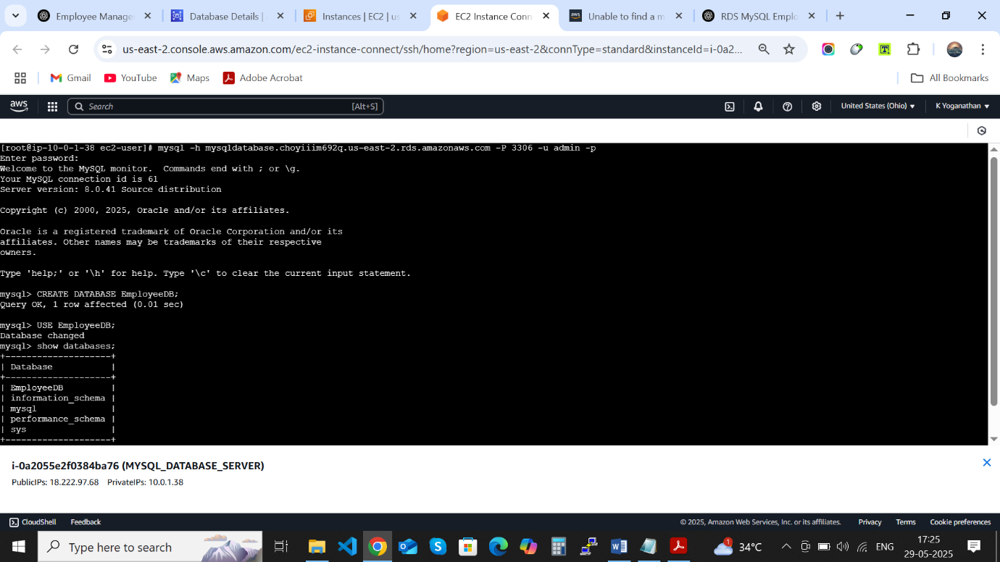 Employee Manage
Database Details |
Instances | EC2 | us
EC2 Instance Conn
Unable to find a m
RDS MySQL Emplo
us-east-2.console.aws.amazon.com/ec2-instance-connect/ssh/home?region=us-east-2&connType=standard&instanceId=i-0a2...
Gmail
YouTube
Maps
Adobe Acrobat
All Bookmarks
aws
Search
[Alt+S]
United States (Ohio)
K Yoganathan
[root@ip-10-0-1-38 ec2-user]# mysql -h mysqldatabase.choyiiim692q.us-east-2.rds.amazonaws.com -P 3306 -u admin -p
Enter password:
Welcome to the MySQL monitor.  Commands end with ; or \g.
Your MySQL connection id is 61
Server version: 8.0.41 Source distribution
Copyright (c) 2000, 2025, Oracle and/or its affiliates.
Oracle is a registered trademark of Oracle Corporation and/or its
affiliates. Other names may be trademarks of their respective
owners.
Type 'help;' or '\h' for help. Type '\c' to clear the current input statement.
mysql> CREATE DATABASE EmployeeDB;
Query OK, 1 row affected (0.01 sec)
mysql> USE EmployeeDB;
Database changed
mysql> show databases;
+--------------------+
| Database           |
+--------------------+
| EmployeeDB         |
| information_schema |
| mysql              |
| performance_schema |
| sys                |
+--------------------+
i-0a2055e2f0384ba76 (MYSQL_DATABASE_SERVER)
PublicIPs: 18.222.97.68 PrivateIPs: 10.0.1.38
CloudShell
Feedback
© 2025, Amazon Web Services, Inc. or its affiliates.
Privacy
Terms
Cookie preferences
Type here to search
1
34°C
ENG
17:25
29-05-2025